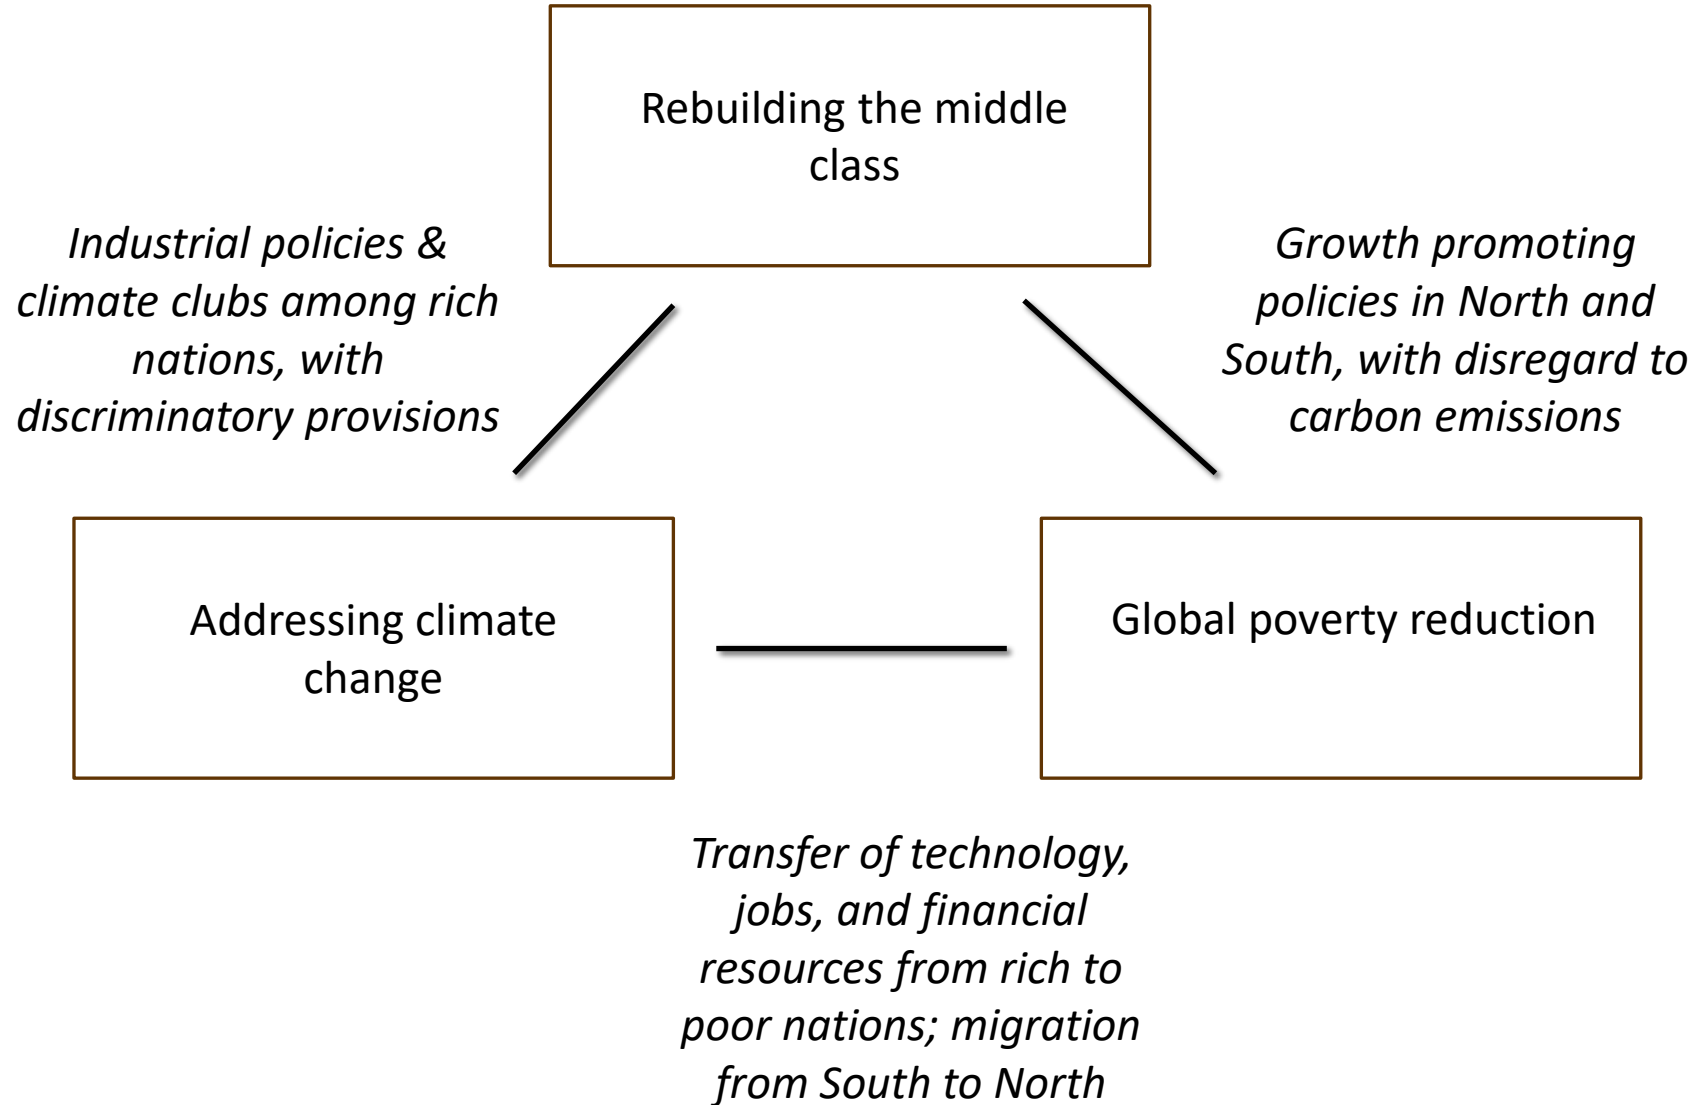 Rebuilding the middle
class
Industrial policies &
climate clubs among rich
nations, with
discriminatory provisions
Growth promoting
policies in North and
South, with disregard to
carbon emissions
Addressing climate
change
Global poverty reduction
Transfer of technology,
jobs, and financial
resources from rich to
poor nations; migration
from South to North